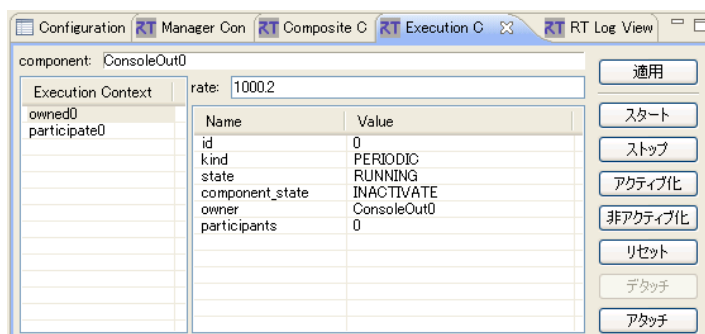 Configuration RT Manager Con RT Composite C RT Execution C RT RT Log View
component: ConsoleOut0
適用
Execution Context
rate: 1000.2
owned0
participate0
Name Value
id 0
kind PERIODIC
state RUNNING
component_state INACTIVATE
owner ConsoleOut0
participants 0
スタート
ストップ
アクティブ化
非アクティブ化
リセット
デタッチ
アタッチ